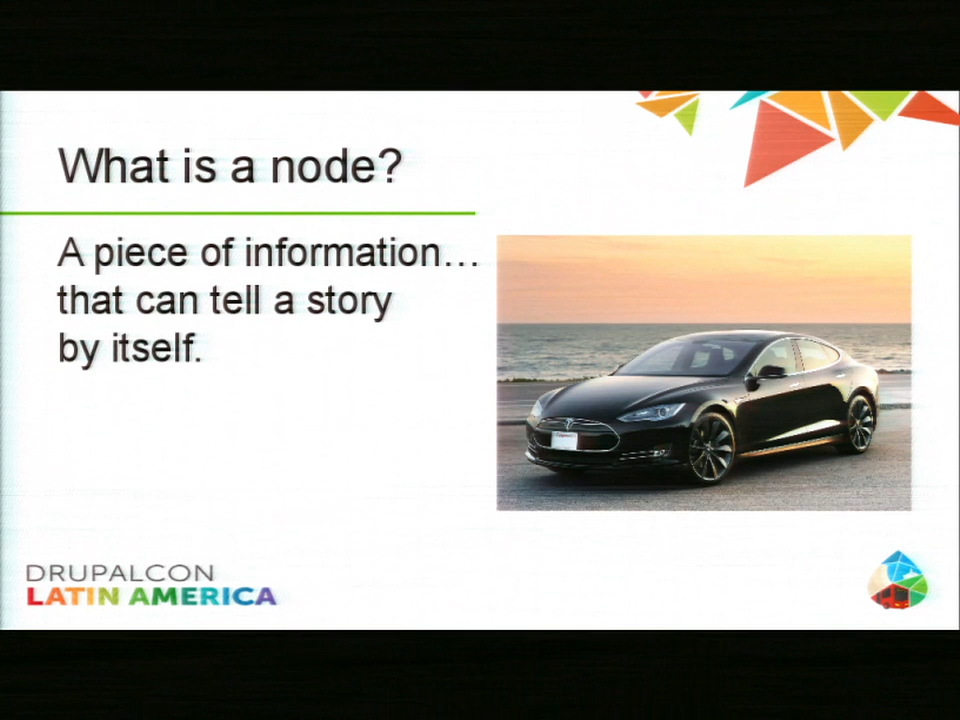 What is a node?
A piece of information…
that can tell a story
by itself.
DRUPALCON
LATIN AMERICA